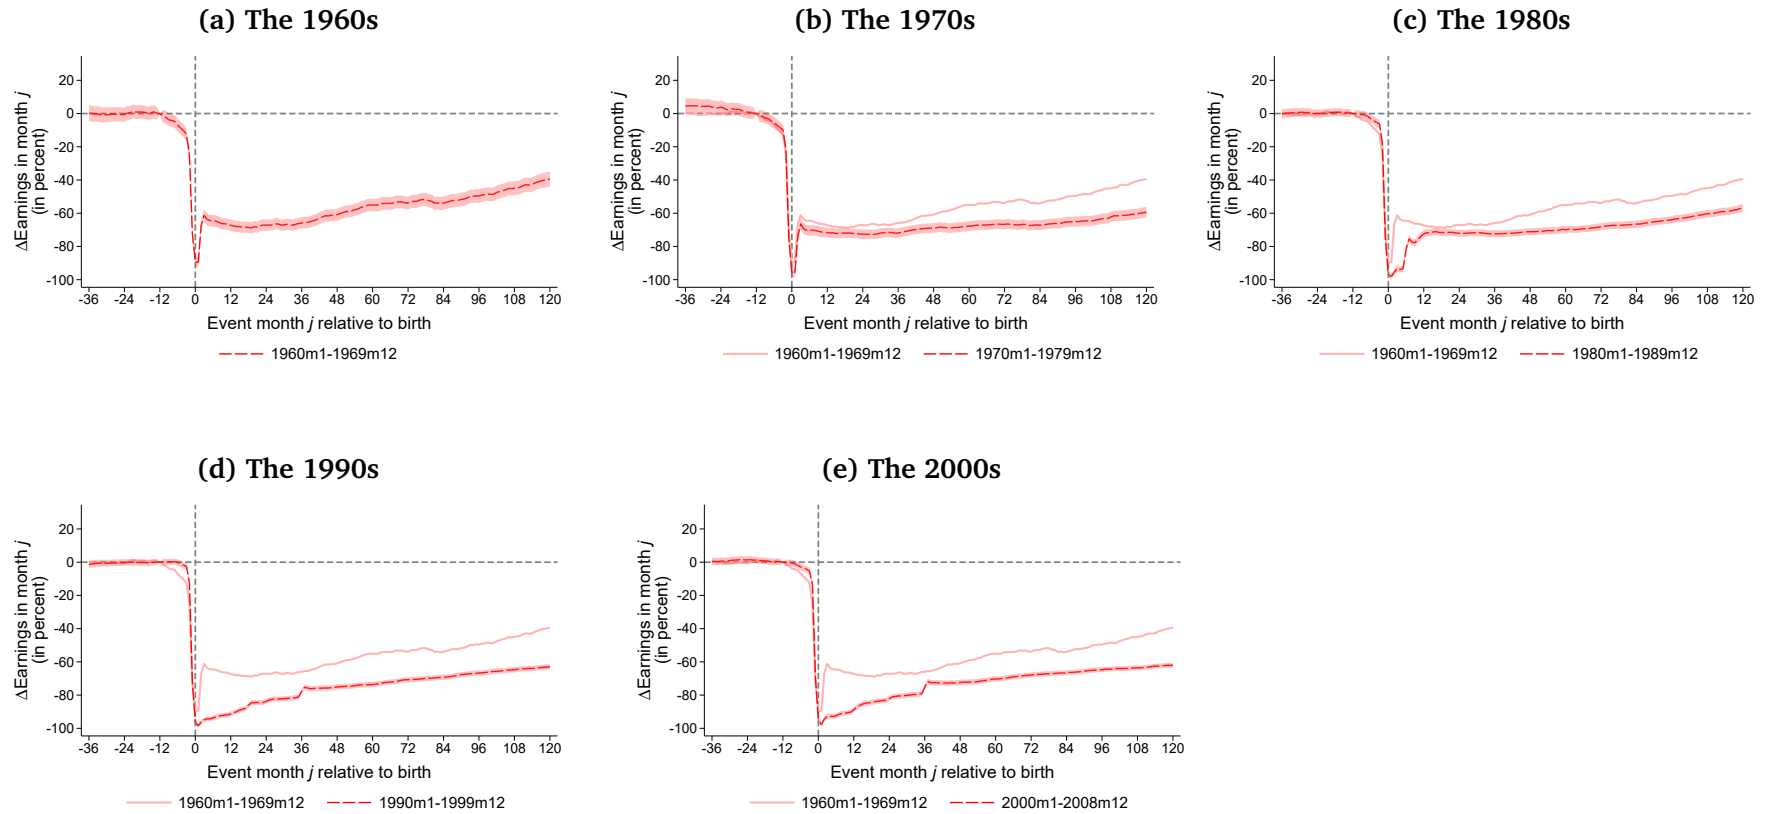 (a) The 1960s
ΔEarnings in month j
(in percent)
20
0
-20
-40
-60
-80
-100
-36 -24 -12 0 12 24 36 48 60 72 84 96 108 120
Event month j relative to birth
1960m1-1969m12
(b) The 1970s
ΔEarnings in month j
(in percent)
20
0
-20
-40
-60
-80
-100
-36 -24 -12 0 12 24 36 48 60 72 84 96 108 120
Event month j relative to birth
1960m1-1969m12 1970m1-1979m12
(c) The 1980s
ΔEarnings in month j
(in percent)
20
0
-20
-40
-60
-80
-100
-36 -24 -12 0 12 24 36 48 60 72 84 96 108 120
Event month j relative to birth
1960m1-1969m12 1980m1-1989m12
(d) The 1990s
ΔEarnings in month j
(in percent)
20
0
-20
-40
-60
-80
-100
-36 -24 -12 0 12 24 36 48 60 72 84 96 108 120
Event month j relative to birth
1960m1-1969m12 1990m1-1999m12
(e) The 2000s
ΔEarnings in month j
(in percent)
20
0
-20
-40
-60
-80
-100
-36 -24 -12 0 12 24 36 48 60 72 84 96 108 120
Event month j relative to birth
1960m1-1969m12 2000m1-2008m12